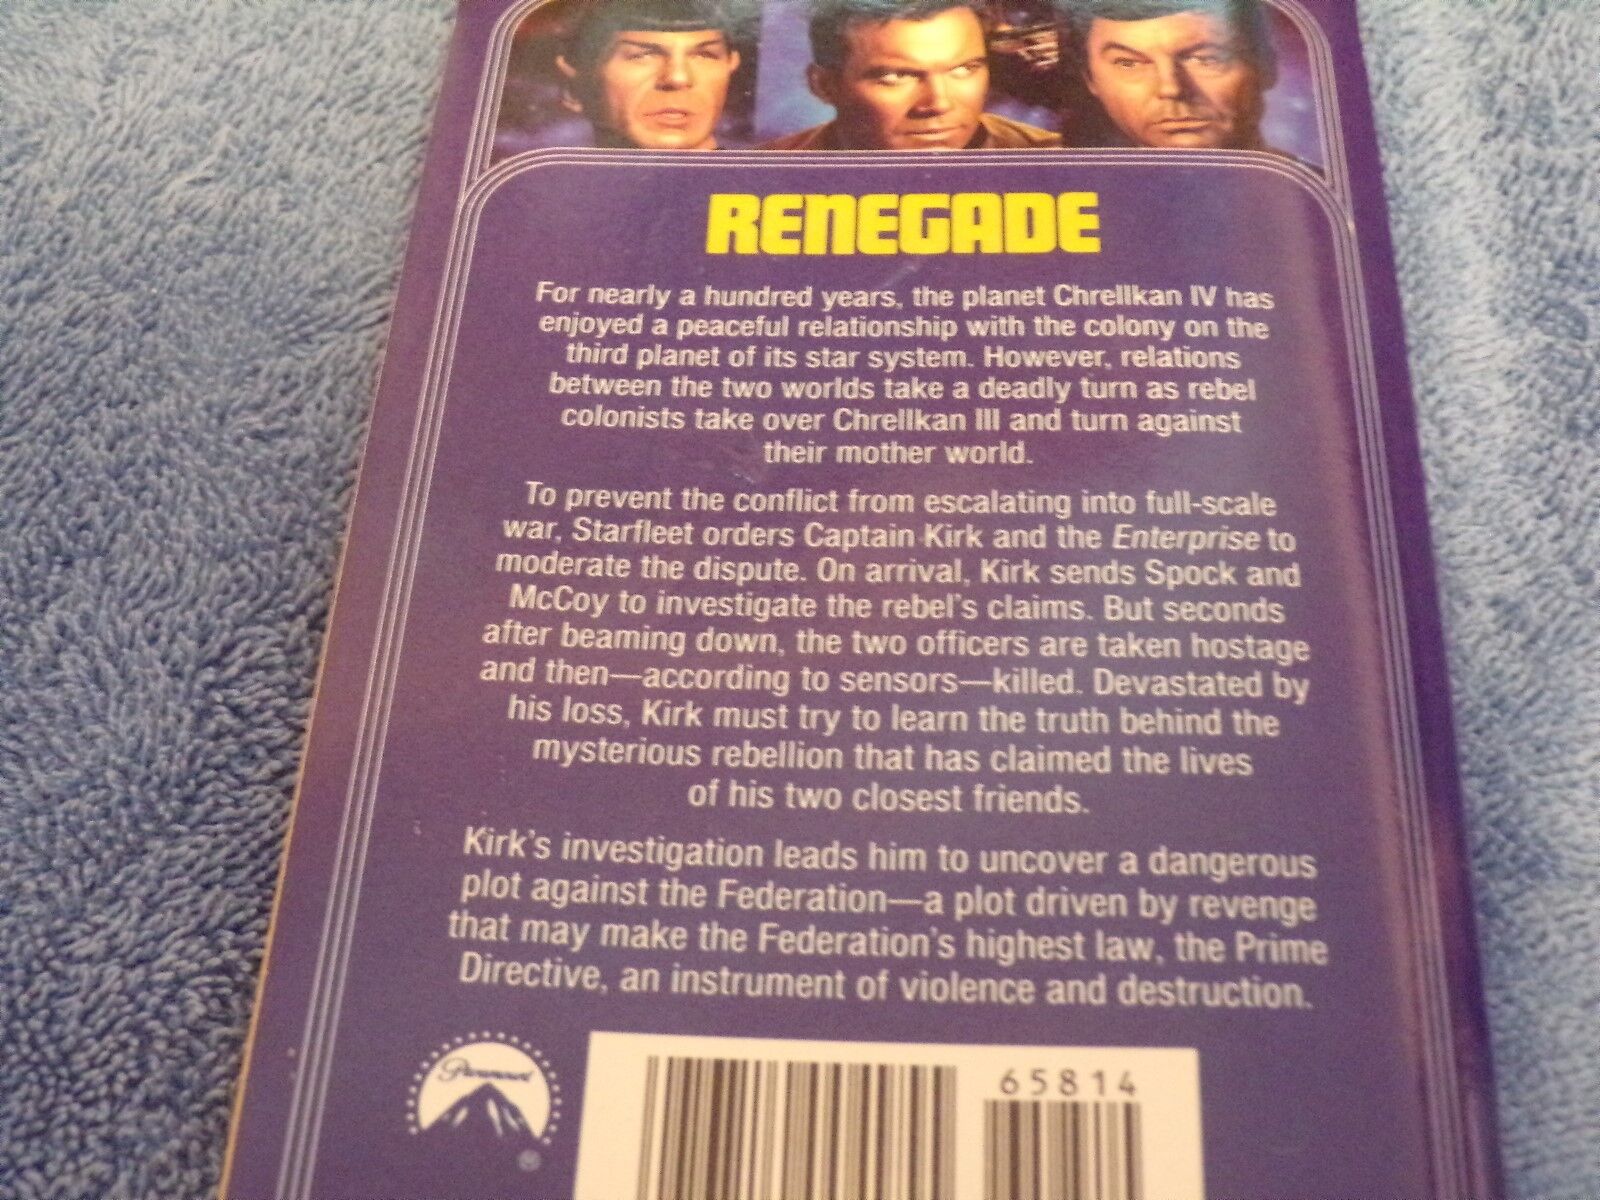 RENEGADE
For nearly a hundred years, the planet Chrellkan IV has
enjoyed a peaceful relationship with the colony on the
third planet of its star system. However, relations
between the two worlds take a deadly turn as rebel
colonists take over Chrellkan III and turn against
their mother world.
To prevent the conflict from escalating into full-scale
war, Starfleet orders Captain Kirk and the Enterprise to
moderate the dispute. On arrival, Kirk sends Spock and
McCoy to investigate the rebel's claims. But seconds
after beaming down, the two officers are taken hostage
and then—according to sensors—killed. Devastated by
his loss, Kirk must try to learn the truth behind the
mysterious rebellion that has claimed the lives
of his two closest friends.
Kirk's investigation leads him to uncover a dangerous
plot against the Federation—a plot driven by revenge
that may make the Federation's highest law, the Prime
Directive, an instrument of violence and destruction.
Paramount
65814